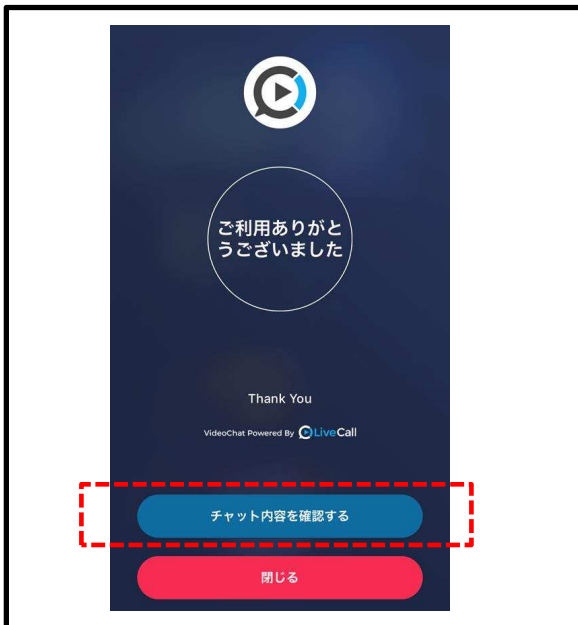 ご利用ありがと
うございました
Thank You
VideoChat Powered By LiveCall
チャット内容を確認する
閉じる